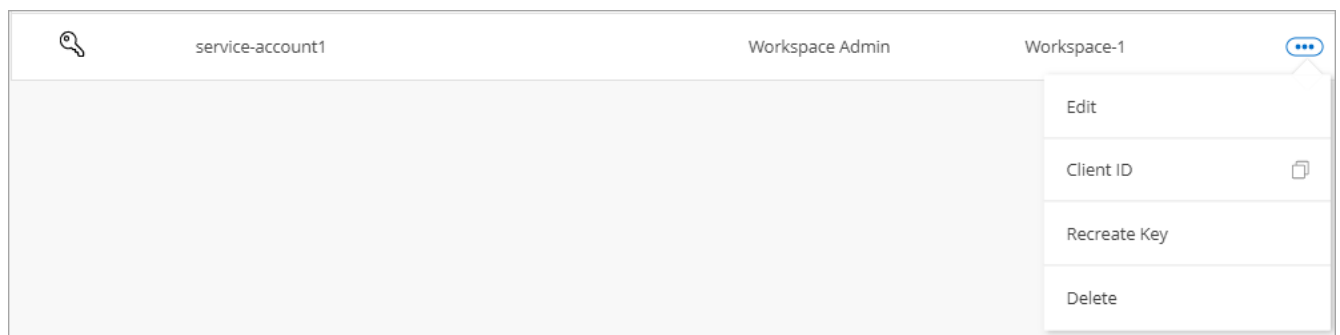 service-account1 Workspace Admin Workspace-1
Edit
Client ID
Recreate Key
Delete